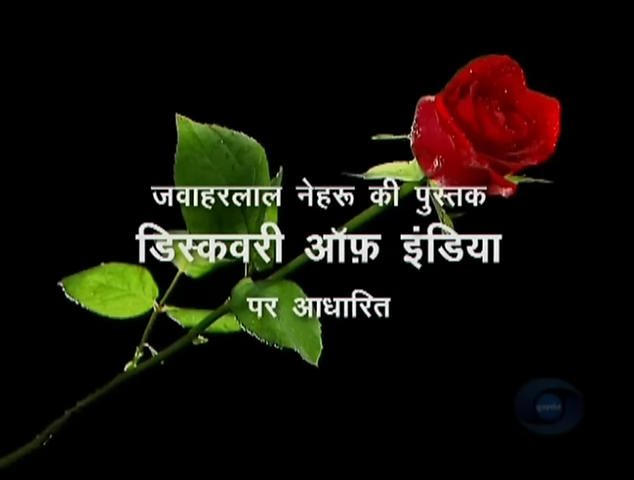 जवाहरलाल नेहरू की पुस्तक
डिस्कवरी ऑफ़ इंडिया
पर आधारित